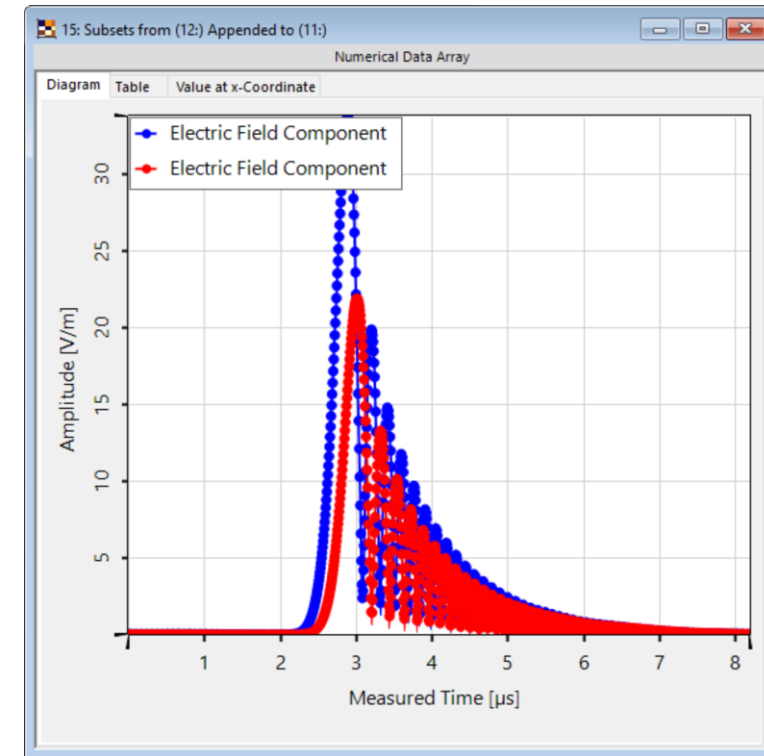 15: Subsets from (12:) Appended to (11:)
Numerical Data Array
Diagram Table Value at x-Coordinate
Electric Field Component
Electric Field Component
30
25
20
15
10
5
Amplitude [V/m]
1 2 3 4 5 6 7 8
Measured Time [µs]